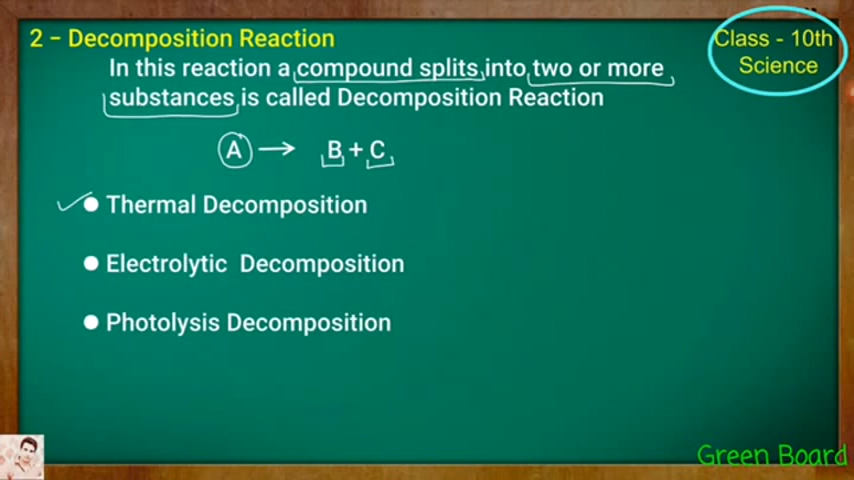 2 – Decomposition Reaction
Class - 10th
Science
In this reaction a compound splits into two or more
substances is called Decomposition Reaction
A → B + C
● Thermal Decomposition
● Electrolytic Decomposition
● Photolysis Decomposition
Green Board